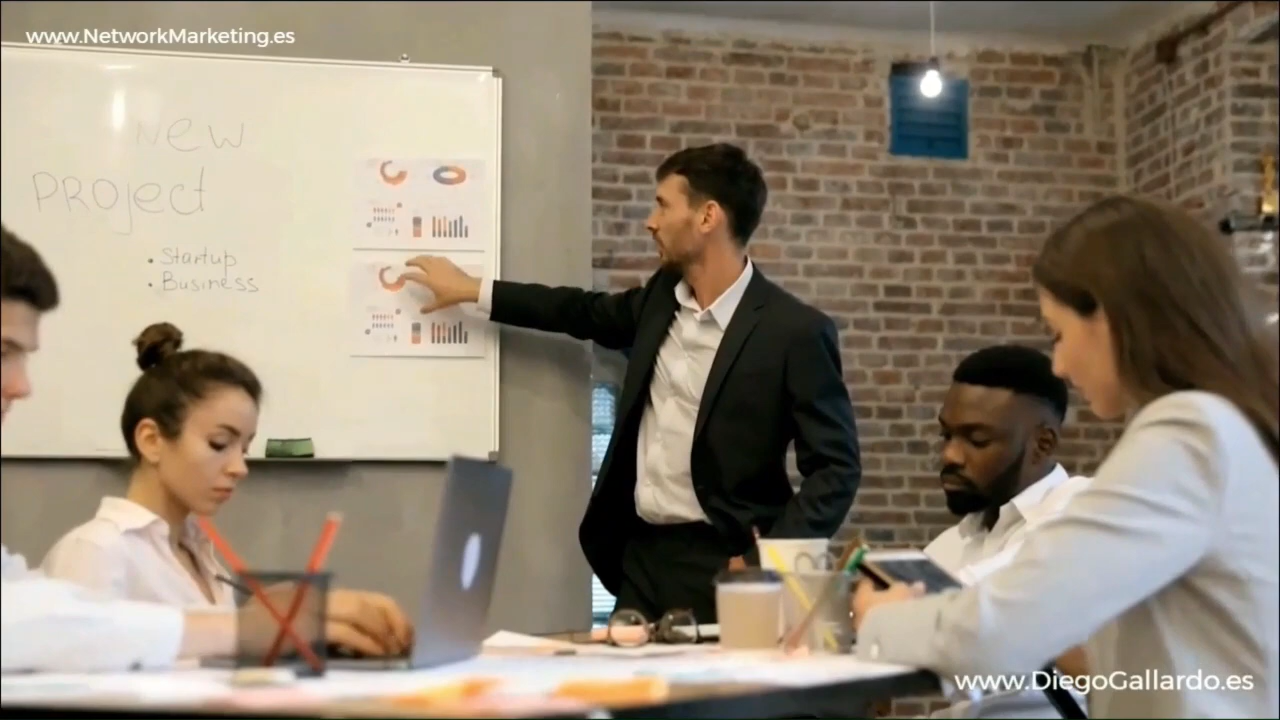 www.NetworkMarketing.es
New
PROject
• Startup
• Business
www.DiegoGallardo.es